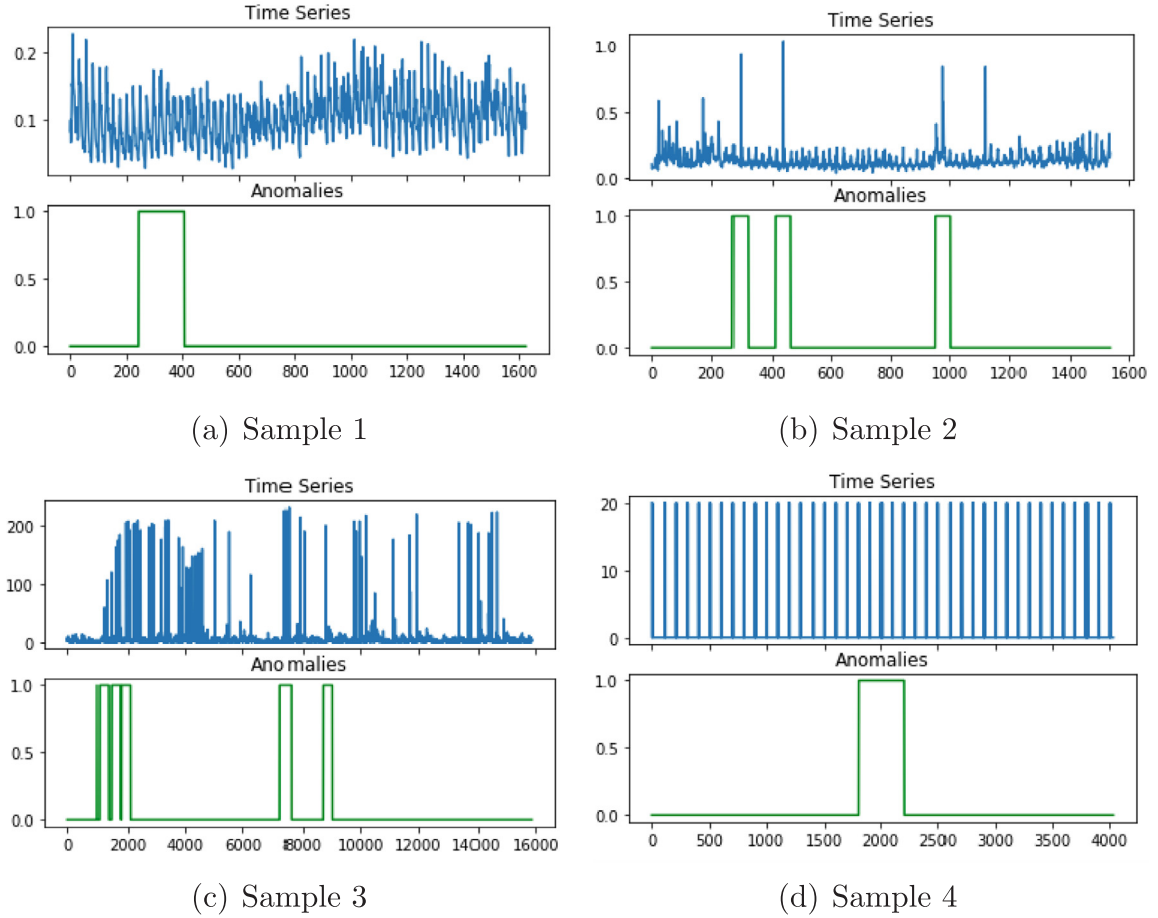 Time Series
0.2
0.1
Anomalies
1.0
0.5
0.0
0 200 400 600 800 1000 1200 1400 1600
(a) Sample 1
Time Series
1.0
0.5
0.0
Anomalies
1.0
0.5
0.0
0 200 400 600 800 1000 1200 1400 1600
(b) Sample 2
Time Series
200
100
0
Anomalies
1.0
0.5
0.0
0 2000 4000 6000 8000 10000 12000 14000 16000
(c) Sample 3
Time Series
20
10
0
Anomalies
1.0
0.5
0.0
0 500 1000 1500 2000 2500 3000 3500 4000
(d) Sample 4